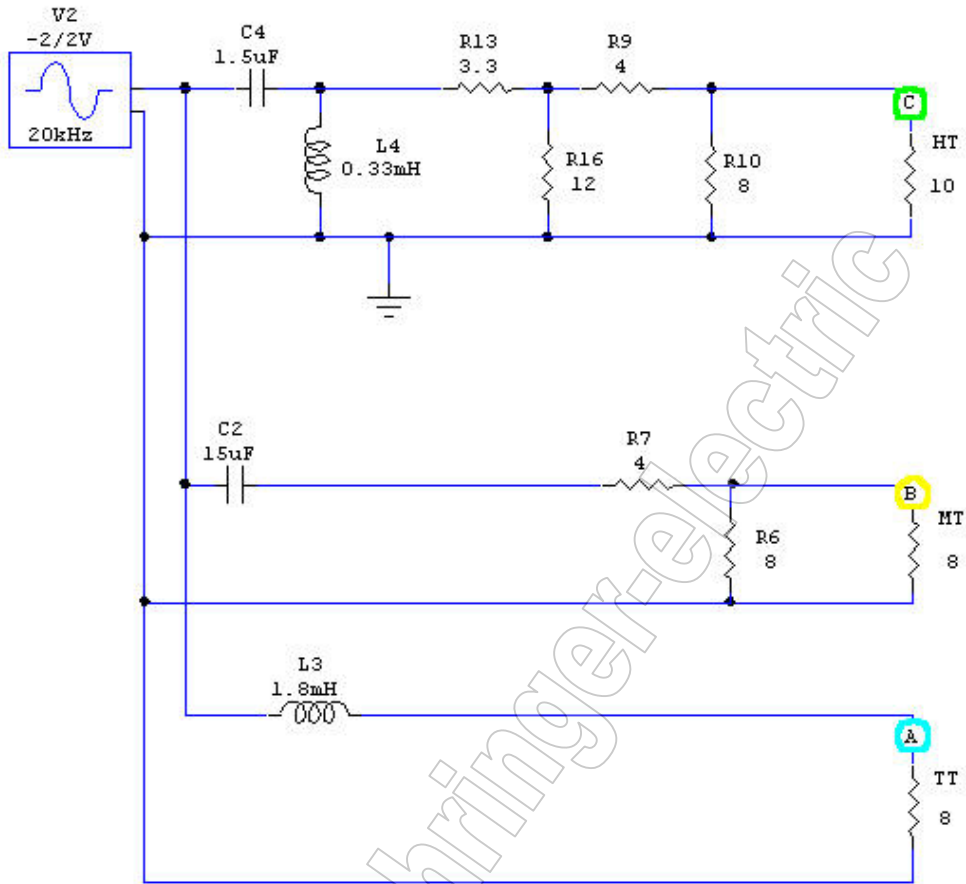 V2
-2/2V
20kHz
C4
1.5uF
L4
0.33mH
R13
3.3
R9
4
R16
12
R10
8
C
HT
10
C2
15uF
R7
4
R6
8
B
MT
8
L3
1.8mH
A
TT
8
hringer-electric